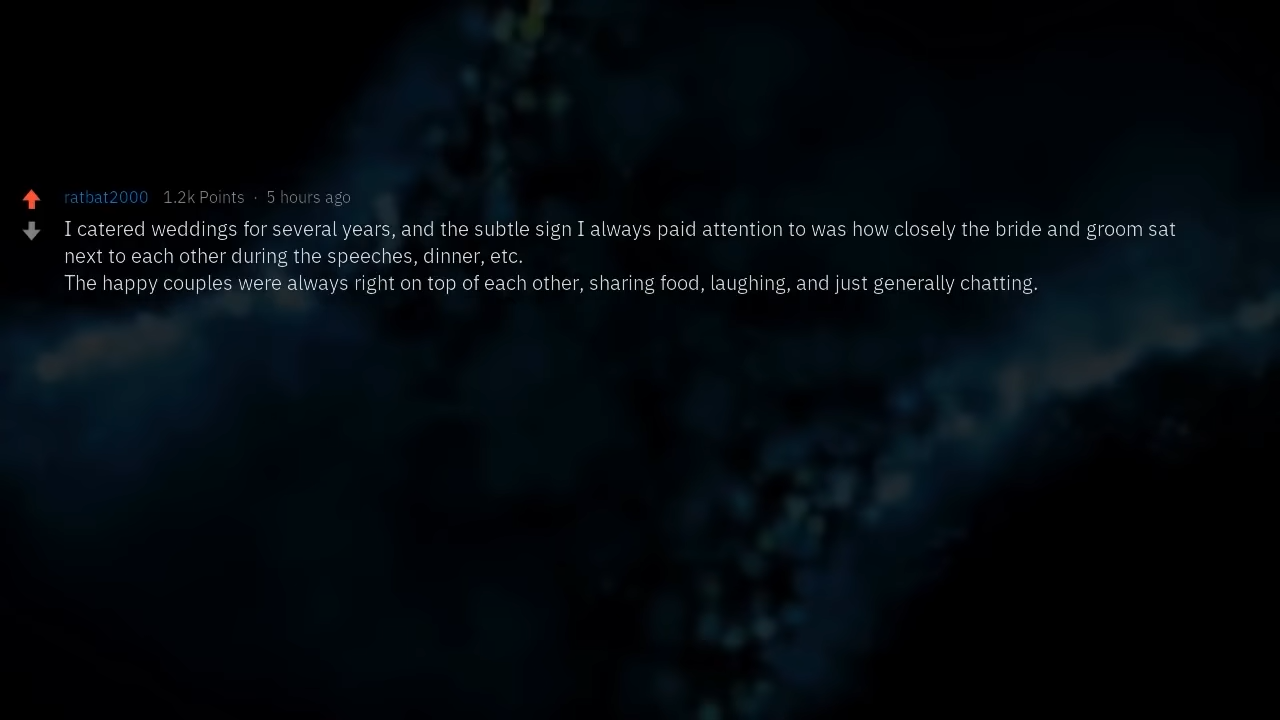 ratbat2000 1.2k Points · 5 hours ago
I catered weddings for several years, and the subtle sign I always paid attention to was how closely the bride and groom sat
next to each other during the speeches, dinner, etc.
The happy couples were always right on top of each other, sharing food, laughing, and just generally chatting.